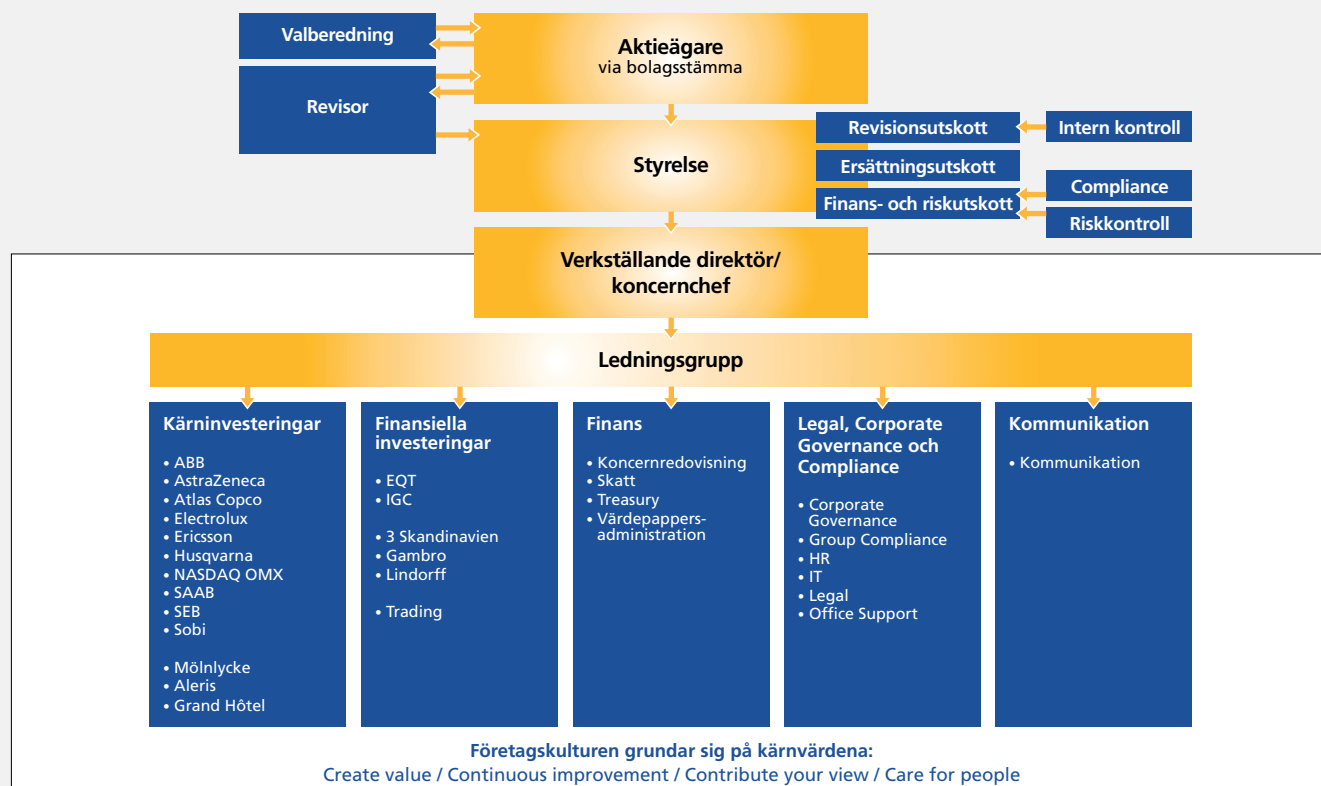 Valberedning
Aktieägare
via bolagsstämma
Revisor
Styrelse
Revisionsutskott
Intern kontroll
Ersättningsutskott
Finans- och riskutskott
Compliance
Riskkontroll
Verkställande direktör/
koncernchef
Ledningsgrupp
Kärninvesteringar
• ABB
• AstraZeneca
• Atlas Copco
• Electrolux
• Ericsson
• Husqvarna
• NASDAQ OMX
• SAAB
• SEB
• Sobi
• Mölnlycke
• Aleris
• Grand Hôtel
Finansiella
investeringar
• EQT
• IGC
• 3 Skandinavien
• Gambro
• Lindorff
• Trading
Finans
• Koncernredovisning
• Skatt
• Treasury
• Värdepappers-
administration
Legal, Corporate
Governance och
Compliance
• Corporate
Governance
• Group Compliance
• HR
• IT
• Legal
• Office Support
Kommunikation
• Kommunikation
Företagskulturen grundar sig på kärnvärdena:
Create value / Continuous improvement / Contribute your view / Care for people